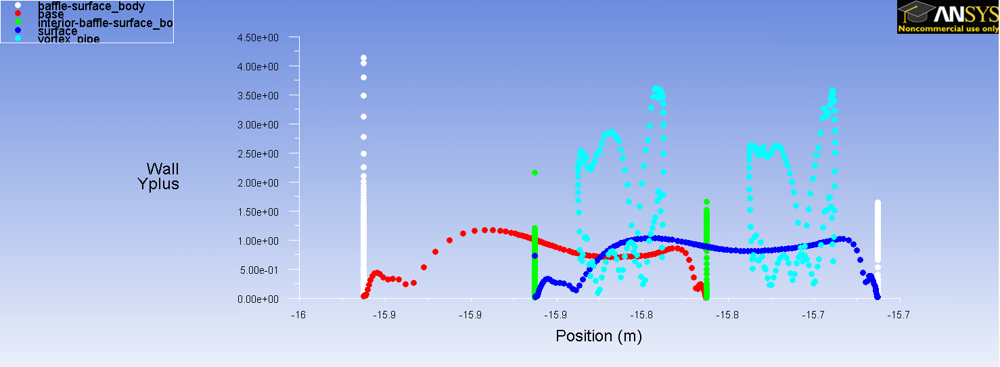 baffle-surface_body
base
interior-baffle-surface_bo
surface
vortex_pipe
ANSYS
Noncommercial use only
4.50e+00
4.00e+00
3.50e+00
3.00e+00
2.50e+00
2.00e+00
1.50e+00
1.00e+00
5.00e-01
0.00e+00
Wall
Yplus
-16
-15.9
-15.9
-15.9
-15.8
-15.8
-15.7
-15.7
Position (m)